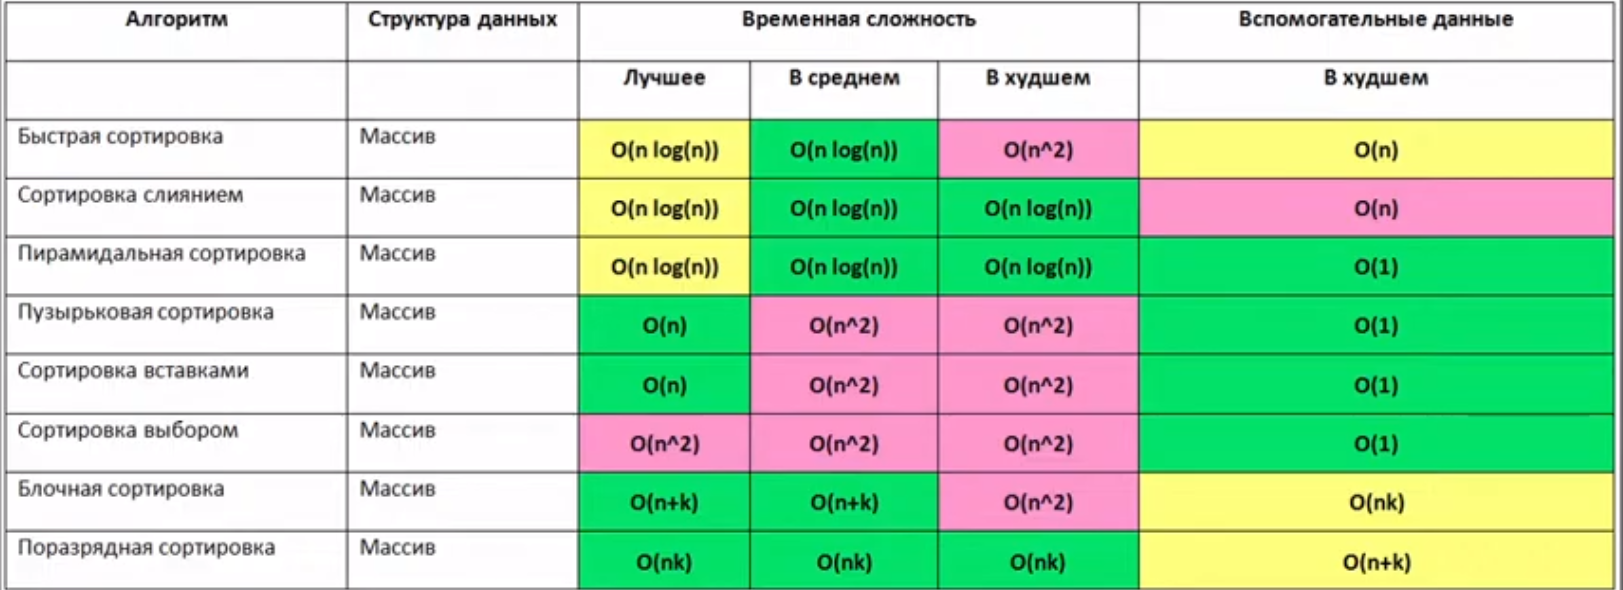 Алгоритм Структура данных Временная сложность Вспомогательные данные
Лучшее В среднем В худшем В худшем
Быстрая сортировка Массив O(n log(n)) O(n log(n)) O(n^2) O(n)
Сортировка слиянием Массив O(n log(n)) O(n log(n)) O(n log(n)) O(n)
Пирамидальная сортировка Массив O(n log(n)) O(n log(n)) O(n log(n)) O(1)
Пузырьковая сортировка Массив O(n) O(n^2) O(n^2) O(1)
Сортировка вставками Массив O(n) O(n^2) O(n^2) O(1)
Сортировка выбором Массив O(n^2) O(n^2) O(n^2) O(1)
Блочная сортировка Массив O(n+k) O(n+k) O(n^2) O(nk)
Поразрядная сортировка Массив O(nk) O(nk) O(nk) O(n+k)